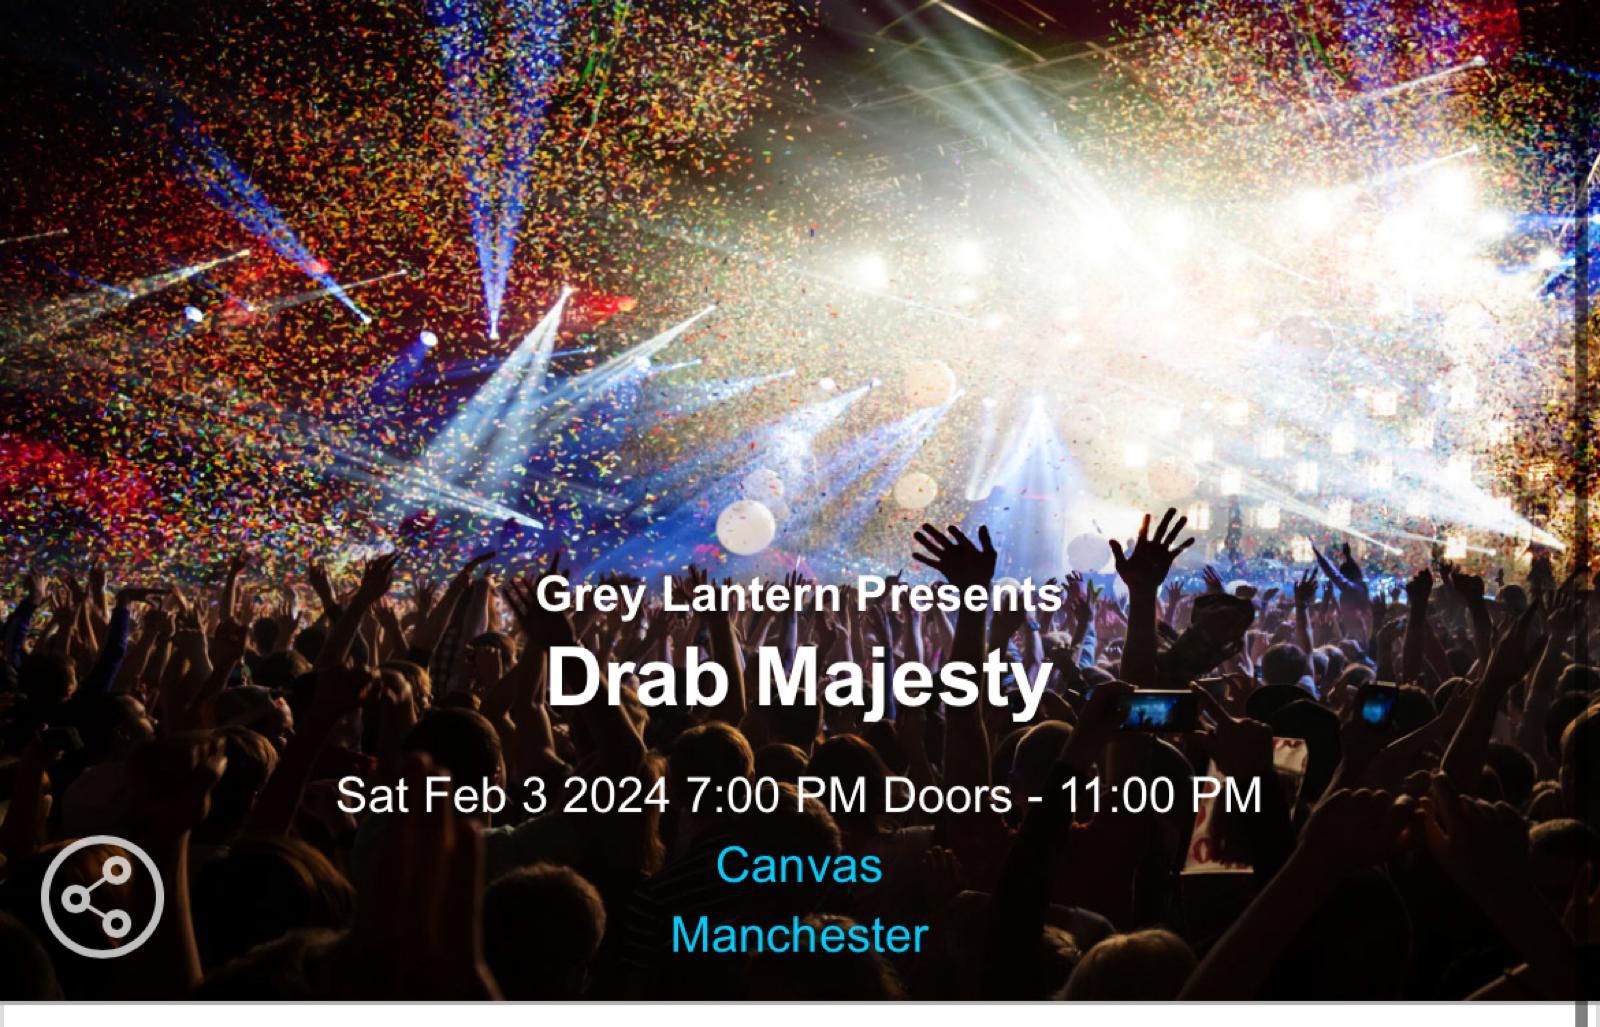 Grey Lantern Presents
Drab Majesty
Sat Feb 3 2024 7:00 PM Doors - 11:00 PM
Canvas
Manchester